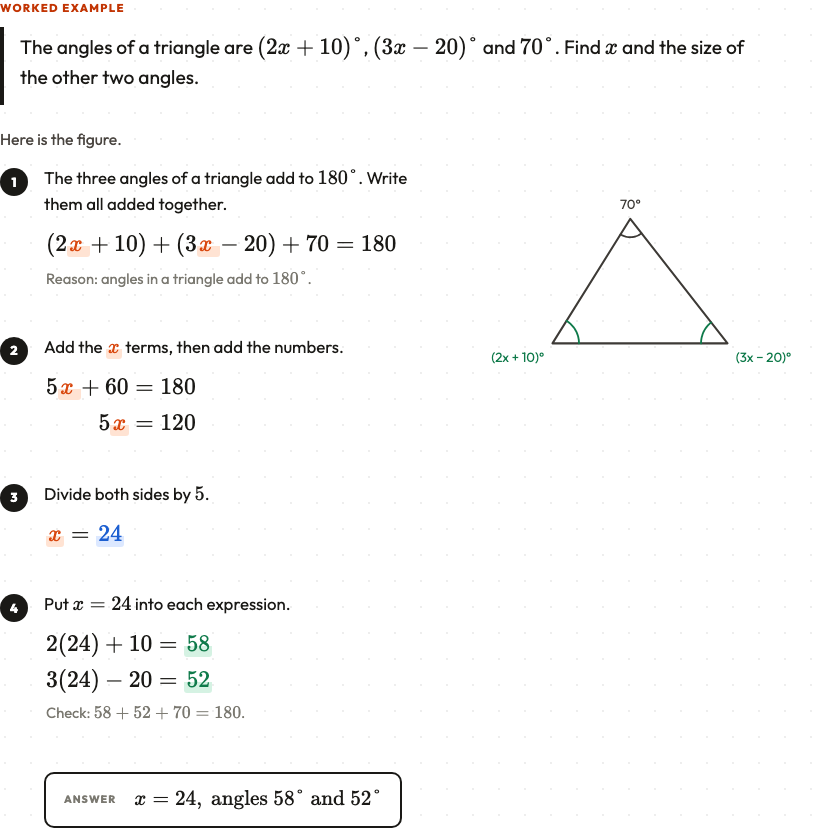 WORKED EXAMPLE
The angles of a triangle are (2x + 10)°, (3x − 20)° and 70°. Find x and the size of
the other two angles.
Here is the figure.
1
The three angles of a triangle add to 180°. Write
them all added together.
(2x + 10) + (3x − 20) + 70 = 180
Reason: angles in a triangle add to 180°.
70°
(2x + 10)°
(3x − 20)°
2
Add the x terms, then add the numbers.
5x + 60 = 180
5x = 120
3
Divide both sides by 5.
x = 24
4
Put x = 24 into each expression.
2(24) + 10 = 58
3(24) − 20 = 52
Check: 58 + 52 + 70 = 180.
ANSWER x = 24, angles 58° and 52°